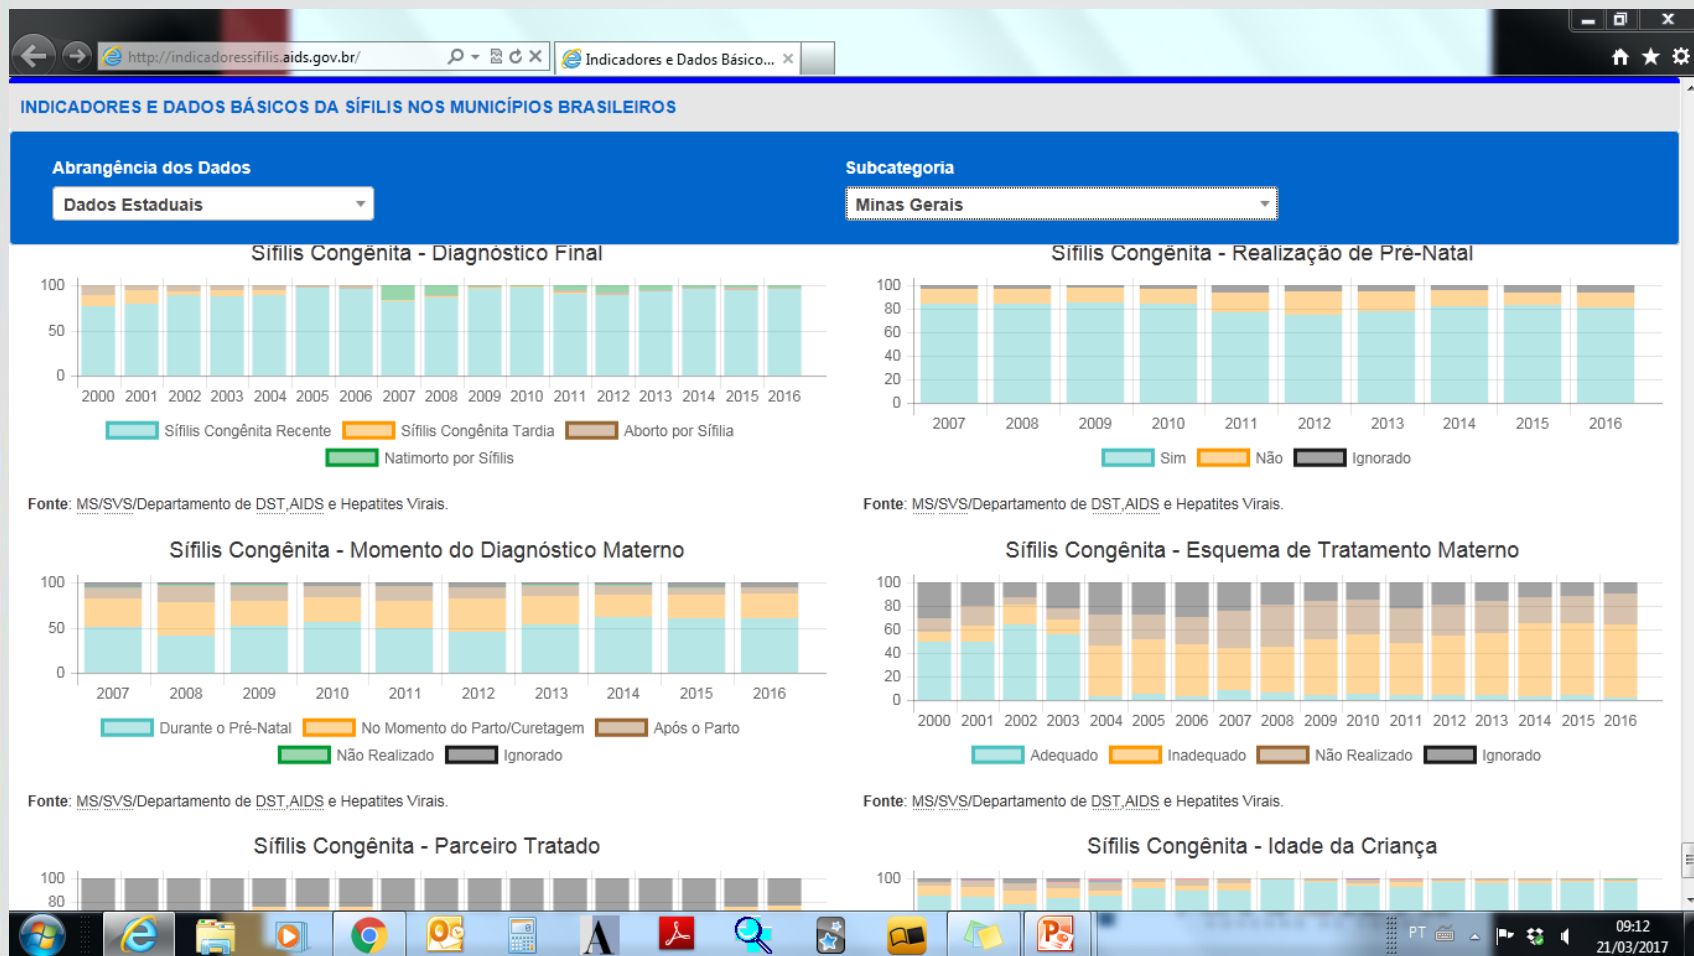 http://indicadoressifilis.aids.gov.br/
Indicadores e Dados Básico...
INDICADORES E DADOS BÁSICOS DA SÍFILIS NOS MUNICÍPIOS BRASILEIROS
Abrangência dos Dados
Dados Estaduais
Subcategoria
Minas Gerais
Sífilis Congênita - Diagnóstico Final
100
50
0
2000 2001 2002 2003 2004 2005 2006 2007 2008 2009 2010 2011 2012 2013 2014 2015 2016
Sífilis Congênita Recente Sífilis Congênita Tardia Aborto por Sífilia
Natimorto por Sífilis
Fonte: MS/SVS/Departamento de DST,AIDS e Hepatites Virais.
Sífilis Congênita - Realização de Pré-Natal
100
80
60
40
20
0
2007 2008 2009 2010 2011 2012 2013 2014 2015 2016
Sim Não Ignorado
Fonte: MS/SVS/Departamento de DST,AIDS e Hepatites Virais.
Sífilis Congênita - Momento do Diagnóstico Materno
100
50
0
2007 2008 2009 2010 2011 2012 2013 2014 2015 2016
Durante o Pré-Natal No Momento do Parto/Curetagem Após o Parto
Não Realizado Ignorado
Fonte: MS/SVS/Departamento de DST,AIDS e Hepatites Virais.
Sífilis Congênita - Esquema de Tratamento Materno
100
80
60
40
20
0
2000 2001 2002 2003 2004 2005 2006 2007 2008 2009 2010 2011 2012 2013 2014 2015 2016
Adequado Inadequado Não Realizado Ignorado
Fonte: MS/SVS/Departamento de DST,AIDS e Hepatites Virais.
Sífilis Congênita - Parceiro Tratado
100
80
Sífilis Congênita - Idade da Criança
100
PT
09:12
21/03/2017